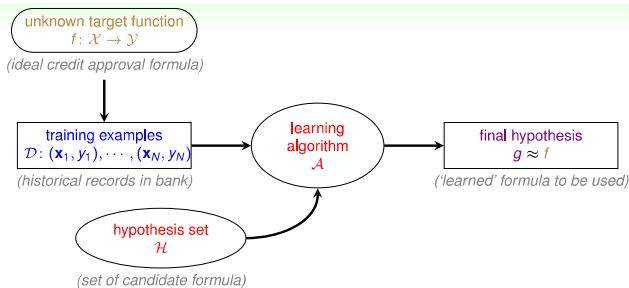 unknown target function
f: 𝒳 → 𝒴
(ideal credit approval formula)
training examples
𝒟: (x₁, y₁), ⋯ , (x_N, y_N)
(historical records in bank)
learning
algorithm
𝒜
final hypothesis
g ≈ f
(‘learned’ formula to be used)
hypothesis set
ℋ
(set of candidate formula)